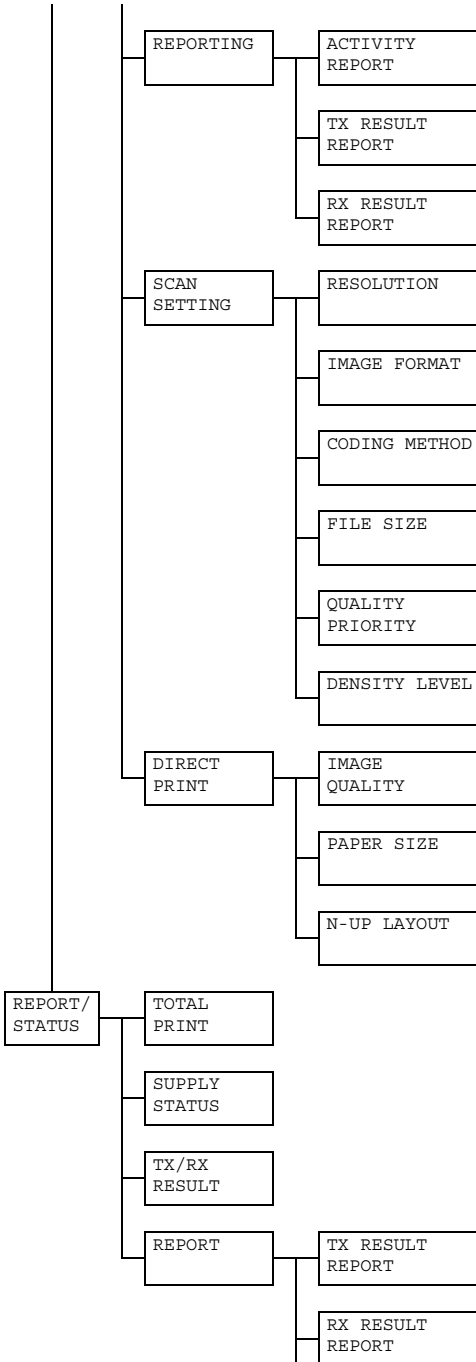 REPORTING
ACTIVITY
REPORT
TX RESULT
REPORT
RX RESULT
REPORT
SCAN
SETTING
RESOLUTION
IMAGE FORMAT
CODING METHOD
FILE SIZE
QUALITY
PRIORITY
DENSITY LEVEL
DIRECT
PRINT
IMAGE
QUALITY
PAPER SIZE
N-UP LAYOUT
REPORT/
STATUS
TOTAL
PRINT
SUPPLY
STATUS
TX/RX
RESULT
REPORT
TX RESULT
REPORT
RX RESULT
REPORT